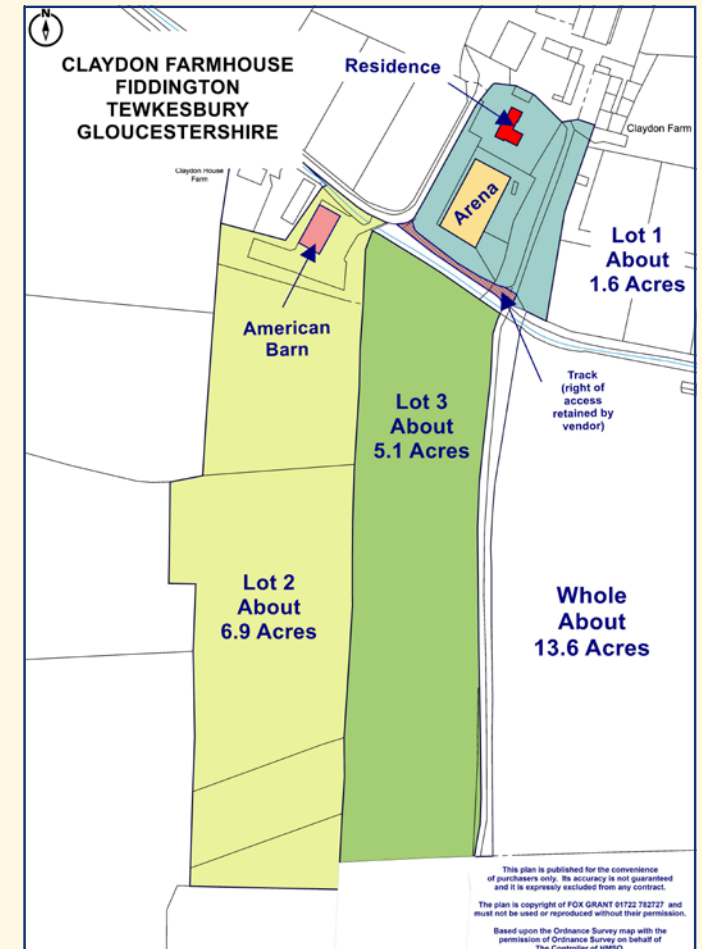 CLAYDON FARMHOUSE
FIDDINGTON
TEWKESBURY
GLOUCESTERSHIRE
Residence
Claydon Farm
Claydon House
Farm
Arena
Lot 1
About
1.6 Acres
American
Barn
Track
(right of
access
retained by
vendor)
Lot 3
About
5.1 Acres
Lot 2
About
6.9 Acres
Whole
About
13.6 Acres
This plan is published for the convenience
of purchasers only. Its accuracy is not guaranteed
and it is expressly excluded from any contract.
The plan is copyright of FOX GRANT 01722 782727 and
must not be used or reproduced without their permission.
Based upon the Ordnance Survey map with the
permission of Ordnance Survey on behalf of
The Controller of HMSO